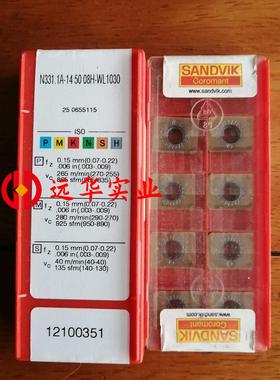 N331.1A-14 50 08H-WL1030
25 0655115
ISO
P M K N S H
P fz 0.15 mm(0.07-0.22)
.006 in(.003-.009)
vc 265 m/min(270-255)
M fz 0.15 mm(0.07-0.22)
.006 in(.003-.009)
vc 280 m/min(290-270)
925 sfm(950-890)
S fz 0.15 mm(0.07-0.22)
.006 in(.003-.009)
vc 40 m/min(40-40)
135 sfm(140-130)
12100351
SANDVIK
Coromant
www.sandvik.com
远华实业